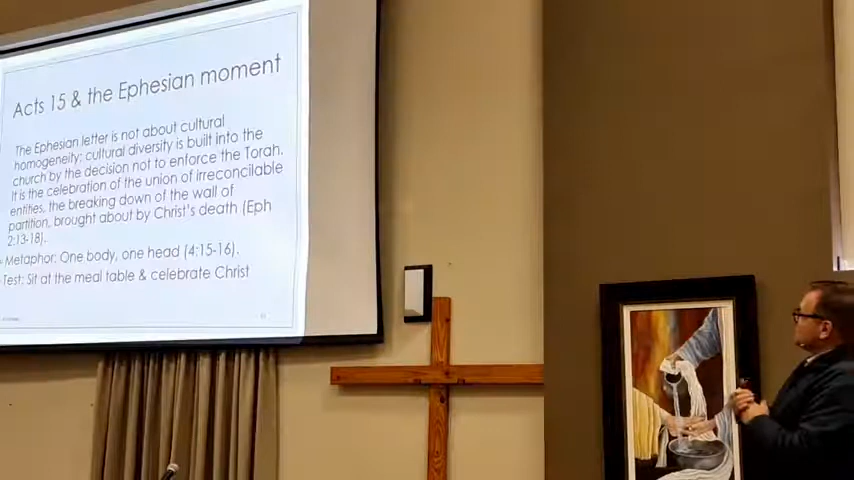 Acts 15 & the Ephesian moment
The Ephesian letter is not about cultural
homogeneity: cultural diversity is built into the
church by the decision not to enforce the Torah.
It is the celebration of the union of irreconcilable
entities, the breaking down of the wall of
partition, brought about by Christ's death (Eph
2:13-18).
Metaphor: One body, one head (4:15-16).
Test: Sit at the meal table & celebrate Christ